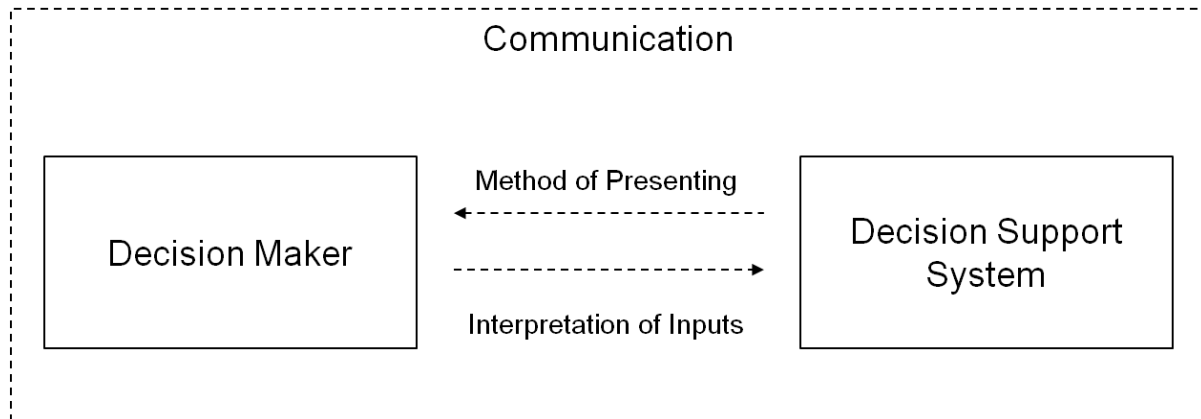 Communication
Method of Presenting
Decision Maker
Decision Support
System
Interpretation of Inputs